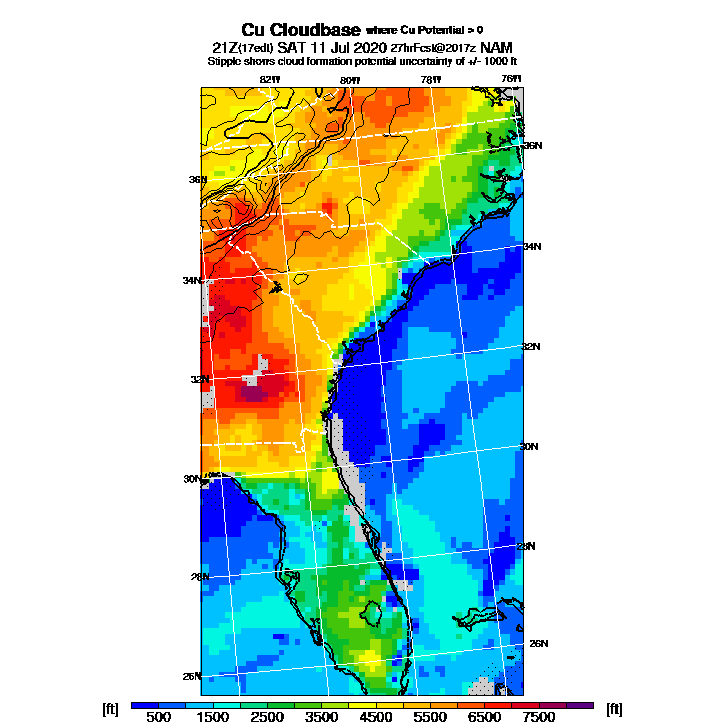 Cu Cloudbase where Cu Potential > 0
21Z(17edt) SAT 11 Jul 2020 27hrFcst@2017z NAM
Stipple shows cloud formation potential uncertainty of +/- 1000 ft
82W 80W 78W 76W
36N
36N
34N
34N
32N
32N
30N
30N
28N
28N
26N
26N
[ft] 500 1500 2500 3500 4500 5500 6500 7500 [ft]